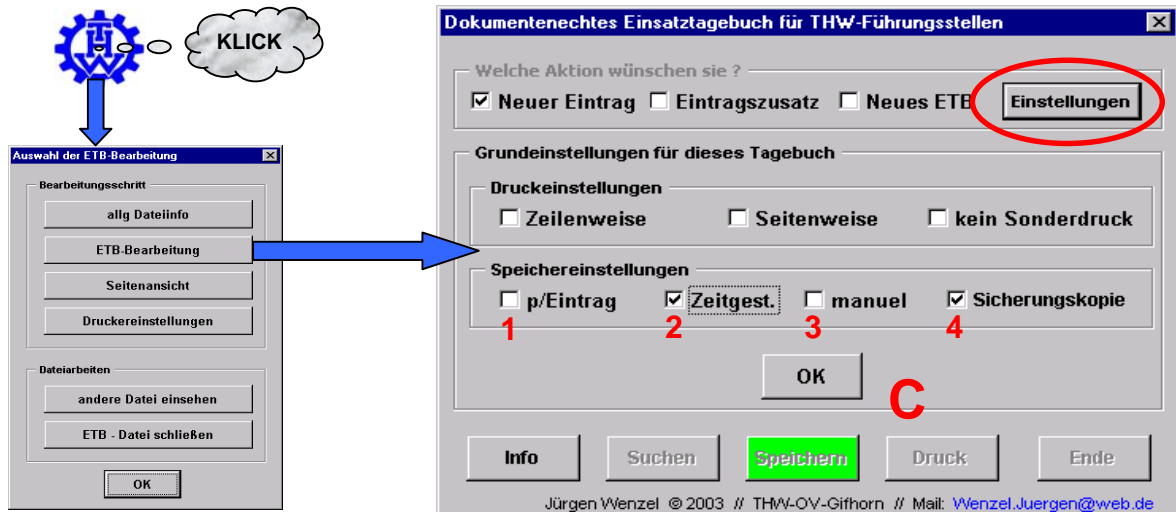 THW
KLICK
Auswahl der ETB-Bearbeitung
Bearbeitungsschritt
allg Dateiinfo
ETB-Bearbeitung
Seitenansicht
Druckereinstellungen
Dateiarbeiten
andere Datei einsehen
ETB - Datei schließen
OK
Dokumentenechtes Einsatztagebuch für THW-Führungsstellen
Welche Aktion wünschen sie ?
Neuer Eintrag Eintragszusatz Neues ETB Einstellungen
Grundeinstellungen für dieses Tagebuch
Druckeinstellungen
Zeilenweise Seitenweise kein Sonderdruck
Speichereinstellungen
p/Eintrag Zeitgest. manuel Sicherungskopie
1 2 3 4
OK
C
Info Suchen Speichern Druck Ende
Jürgen Wenzel © 2003 // THW-OV-Gifhorn // Mail: Wenzel.Juergen@web.de